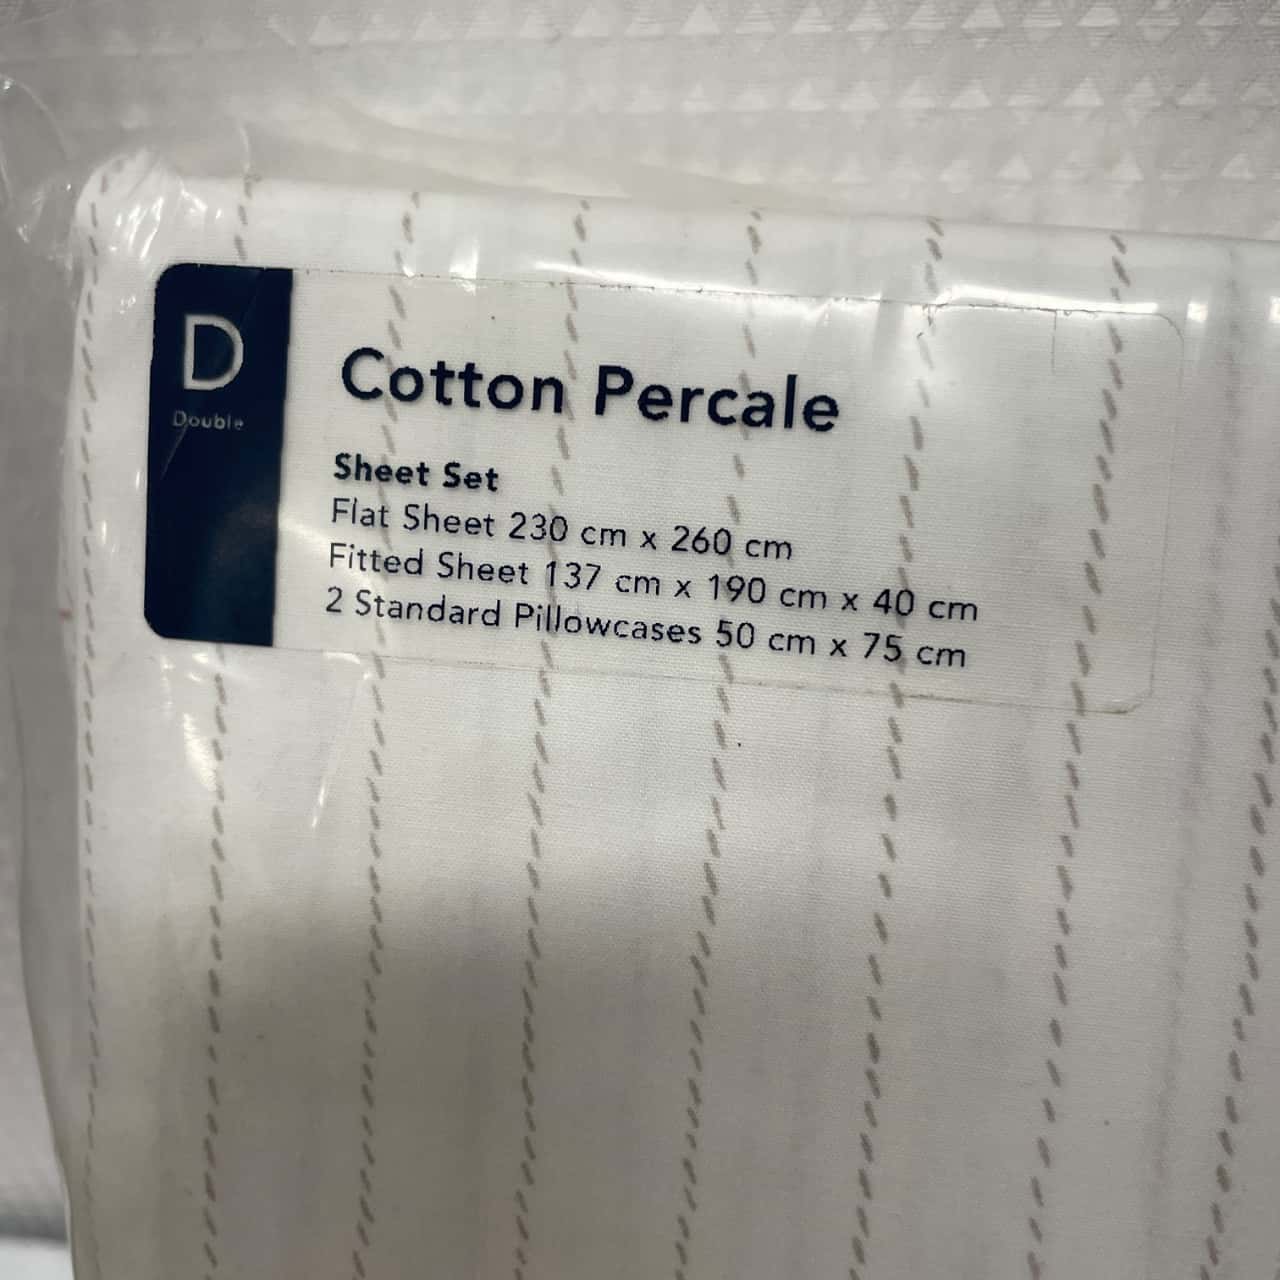 D
Double
Cotton Percale
Sheet Set
Flat Sheet 230 cm x 260 cm
Fitted Sheet 137 cm x 190 cm x 40 cm
2 Standard Pillowcases 50 cm x 75 cm